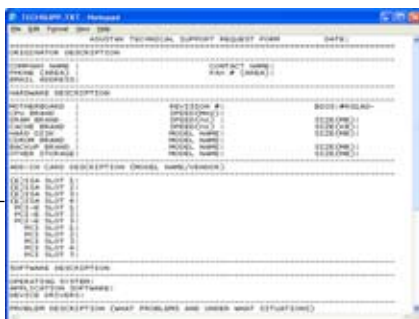 TECHSUPP.TXT - Notepad
File Edit Format View Help
ASUSTEK TECHNICAL SUPPORT REQUEST FORM DATE:
ORIGINATOR DESCRIPTION
COMPANY NAME : CONTACT NAME:
PHONE (AREA) : FAX # (AREA):
EMAIL ADDRESS:
HARDWARE DESCRIPTION
MOTHERBOARD : REVISION #: BIOS:
CPU BRAND : SPEED(MHz):
DRAM BRAND : SPEED(ns) : SIZE(MB):
CACHE BRAND : SPEED(ns) : SIZE(KB):
HARD DISK : MODEL NAME: SIZE(MB):
CDROM BRAND : MODEL NAME:
BACKUP BRAND : MODEL NAME: SIZE(MB):
OTHER STORAGE: MODEL NAME: SIZE(MB):
ADD-IN CARD DESCRIPTION (MODEL NAME/VENDOR)
(E)ISA SLOT 1:
(E)ISA SLOT 2:
(E)ISA SLOT 3:
(E)ISA SLOT 4:
PCI-E SLOT 1:
PCI-E SLOT 2:
PCI-E SLOT 3:
PCI SLOT 1:
PCI SLOT 2:
PCI SLOT 3:
PCI SLOT 4:
PCI SLOT 5:
SOFTWARE DESCRIPTION
OPERATING SYSTEM:
APPLICATION SOFTWARE:
DEVICE DRIVERS:
PROBLEM DESCRIPTION (WHAT PROBLEMS AND UNDER WHAT SITUATIONS)